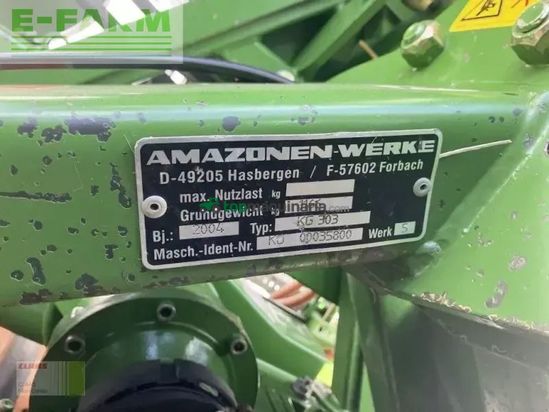 E-FARM
AMAZONEN-WERKE
D-49205 Hasbergen / F-57602 Forbach
max. Nutzlast kg
Grundgewicht kg
Bj.: 2004 Typ: KG 303
Masch.-Ident-Nr. KG 00035800 Werk S
CLAAS